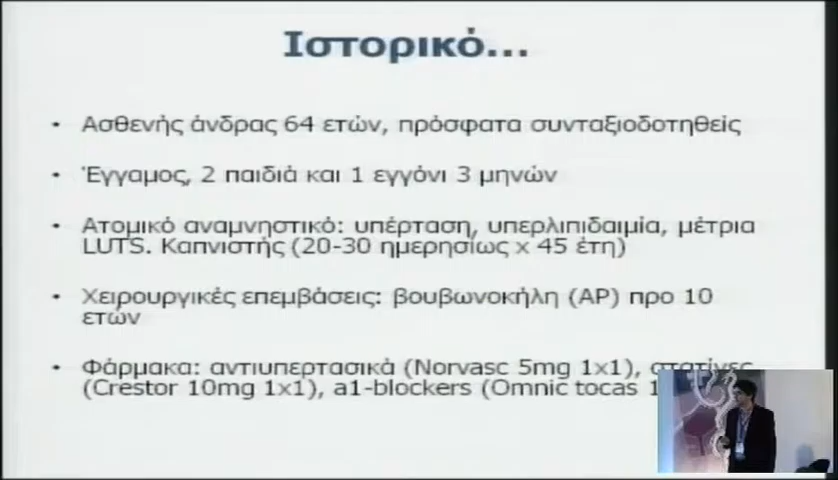 Ιστορικό...
• Ασθενής άνδρας 64 ετών, πρόσφατα συνταξιοδοτηθείς
• Έγγαμος, 2 παιδιά και 1 εγγόνι 3 μηνών
• Ατομικό αναμνηστικό: υπέρταση, υπερλιπιδαιμία, μέτρια
LUTS. Καπνιστής (20-30 ημερησίως x 45 έτη)
• Χειρουργικές επεμβάσεις: βουβωνοκήλη (ΑΡ) προ 10
ετών
• Φάρμακα: αντιυπερτασικά (Norvasc 5mg 1x1), στατίνες
(Crestor 10mg 1x1), a1-blockers (Omnic tocas